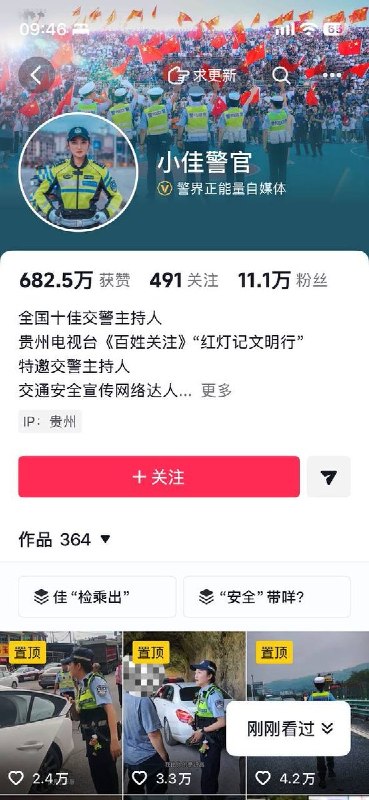 09:46
求更新
小佳警官
警界正能量自媒体
682.5万 获赞 491 关注 11.1万 粉丝
全国十佳交警主持人
贵州电视台《百姓关注》“红灯记文明行”
特邀交警主持人
交通安全宣传网络达人... 更多
IP：贵州
+ 关注
作品 364
佳“检乘出” “安全”带咩？
置顶 置顶 置顶
刚刚看过
2.4万 3.3万 4.2万